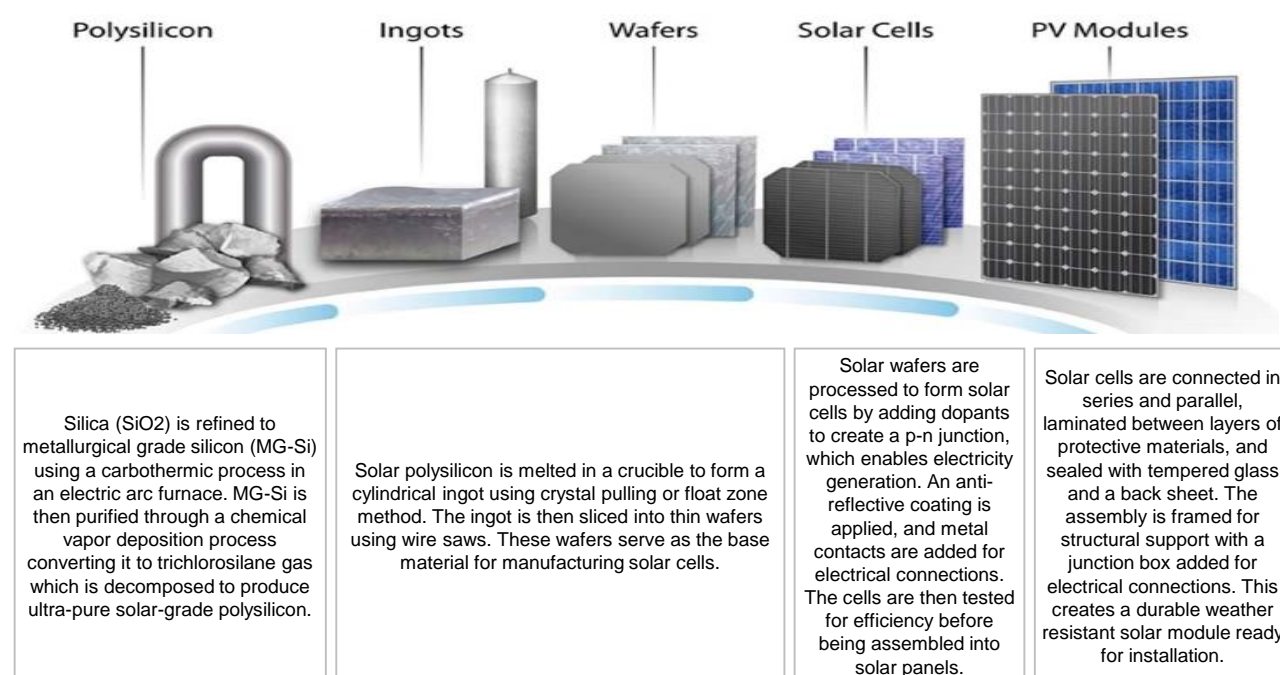 Polysilicon
Ingots
Wafers
Solar Cells
PV Modules
Silica (SiO2) is refined to
metallurgical grade silicon (MG-Si)
using a carbothermic process in
an electric arc furnace. MG-Si is
then purified through a chemical
vapor deposition process
converting it to trichlorosilane gas
which is decomposed to produce
ultra-pure solar-grade polysilicon.
Solar polysilicon is melted in a crucible to form a
cylindrical ingot using crystal pulling or float zone
method. The ingot is then sliced into thin wafers
using wire saws. These wafers serve as the base
material for manufacturing solar cells.
Solar wafers are
processed to form solar
cells by adding dopants
to create a p-n junction,
which enables electricity
generation. An anti-
reflective coating is
applied, and metal
contacts are added for
electrical connections.
The cells are then tested
for efficiency before
being assembled into
solar panels.
Solar cells are connected in
series and parallel,
laminated between layers of
protective materials, and
sealed with tempered glass
and a back sheet. The
assembly is framed for
structural support with a
junction box added for
electrical connections. This
creates a durable weather
resistant solar module ready
for installation.